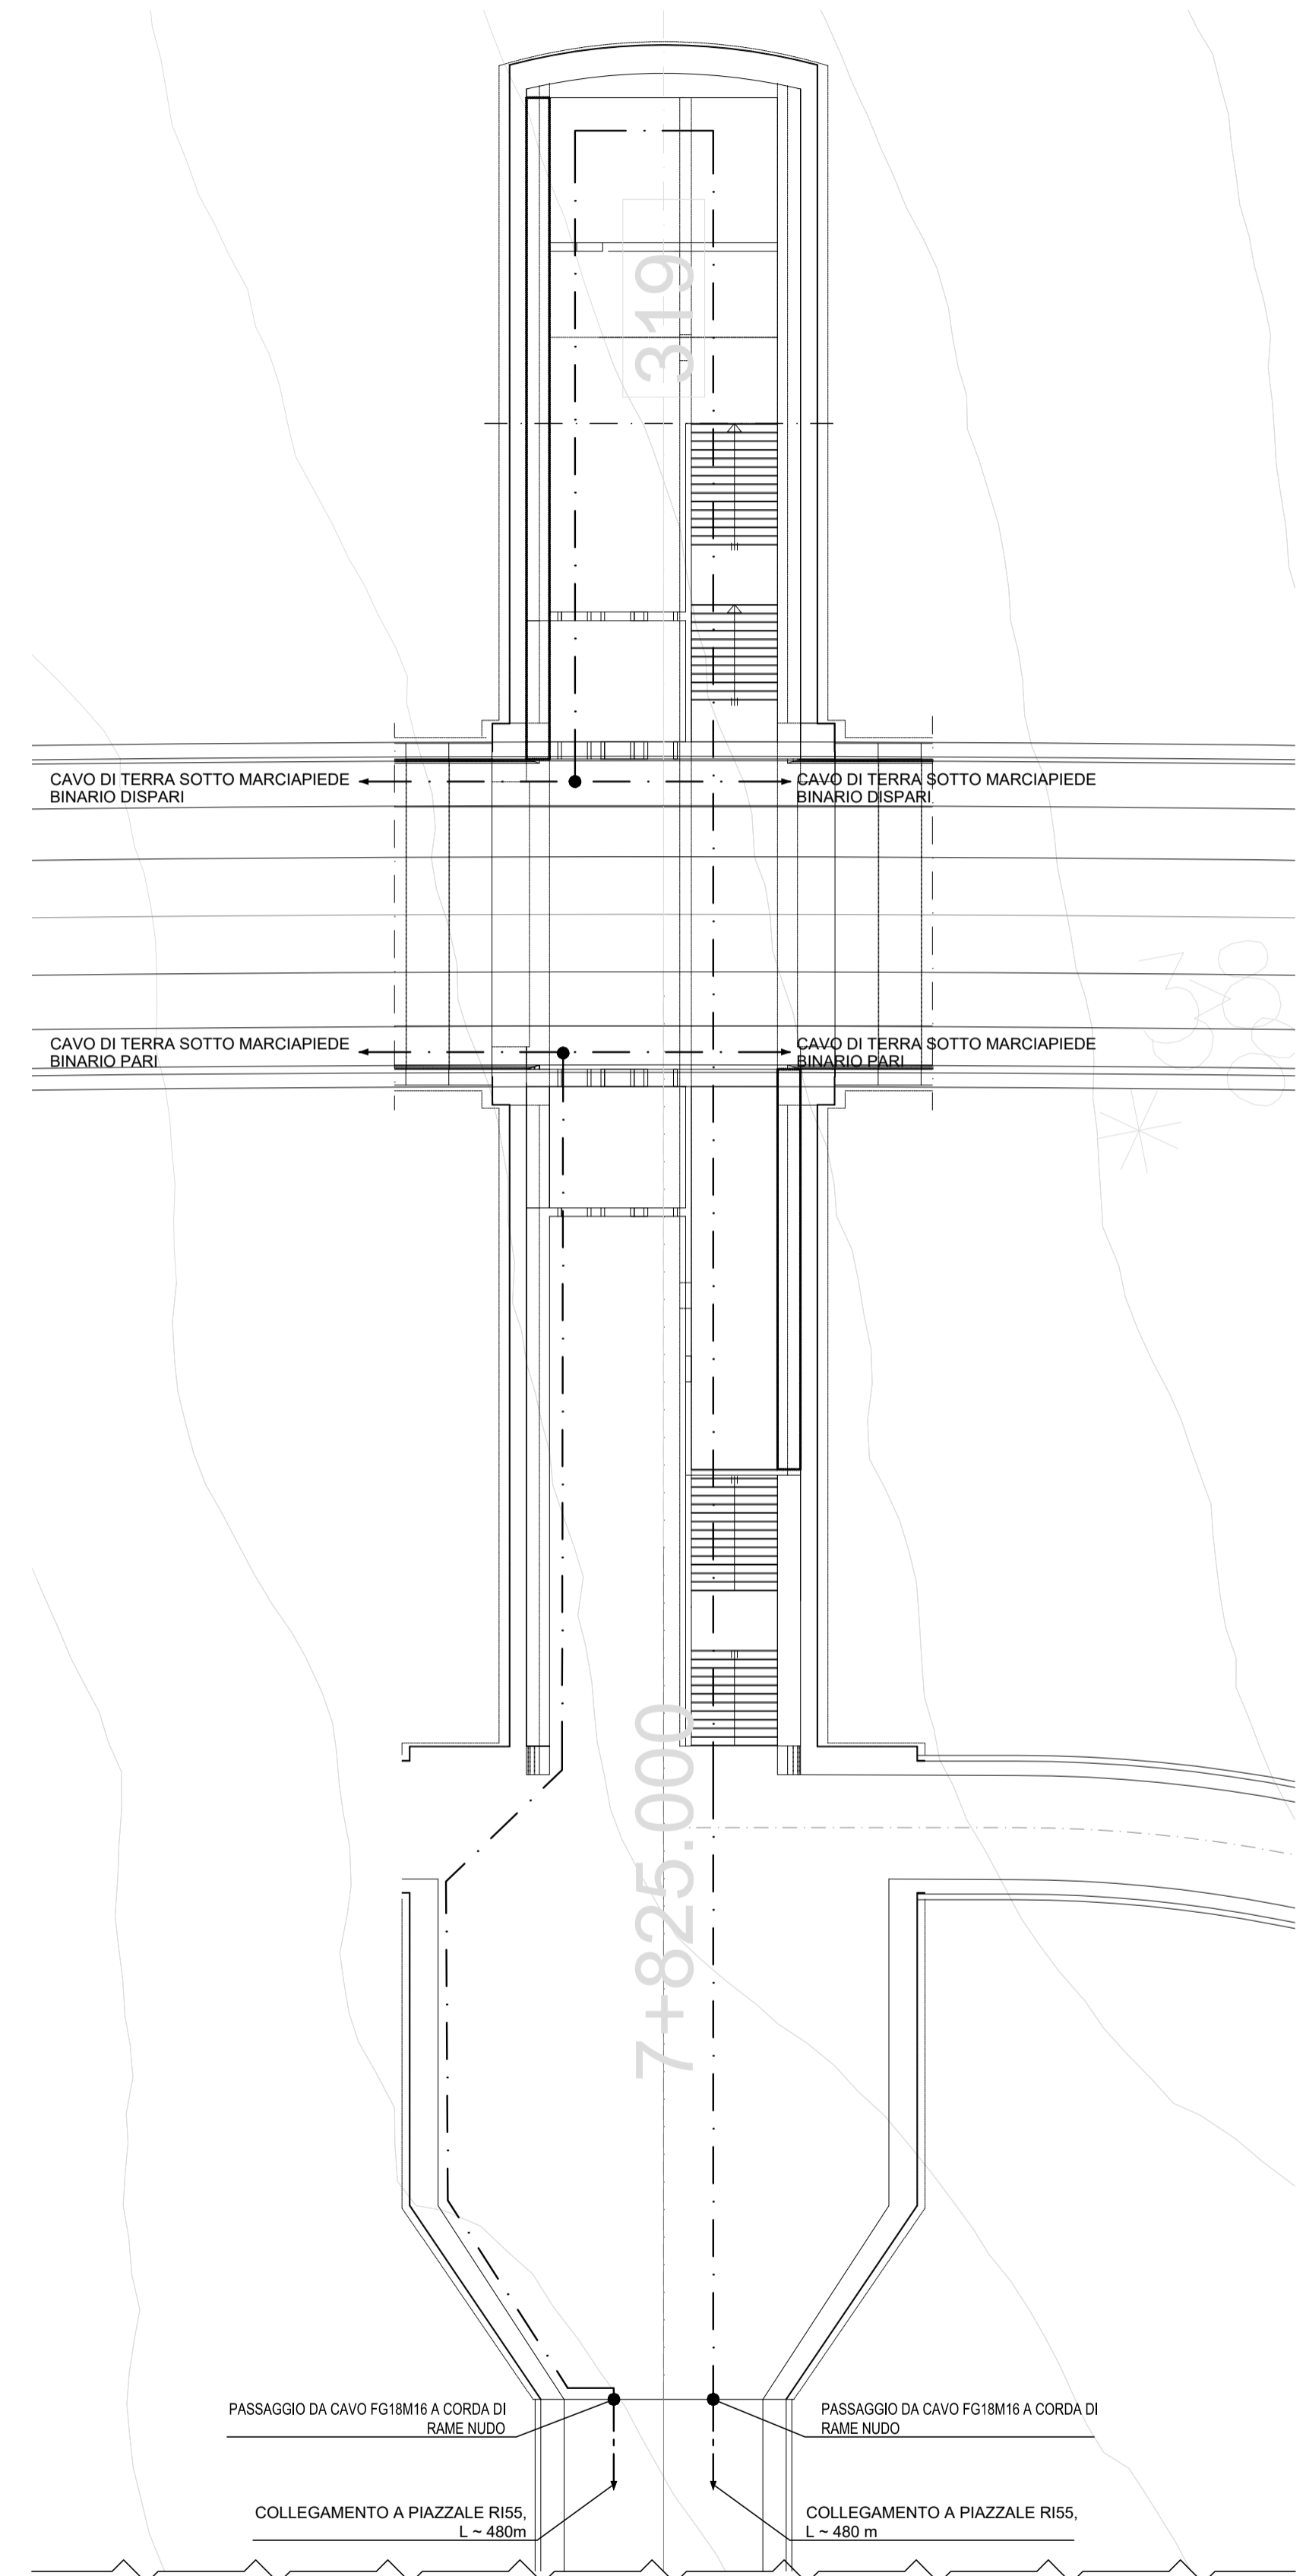 319
CAVO DI TERRA SOTTO MARCIAPIEDE
BINARIO DISPARI
CAVO DI TERRA SOTTO MARCIAPIEDE
BINARIO DISPARI
38
*
CAVO DI TERRA SOTTO MARCIAPIEDE
BINARIO PARI
CAVO DI TERRA SOTTO MARCIAPIEDE
BINARIO PARI
7+825.000
PASSAGGIO DA CAVO FG18M16 A CORDA DI
RAME NUDO
PASSAGGIO DA CAVO FG18M16 A CORDA DI
RAME NUDO
COLLEGAMENTO A PIAZZALE RI55,
L ~ 480m
COLLEGAMENTO A PIAZZALE RI55,
L ~ 480 m